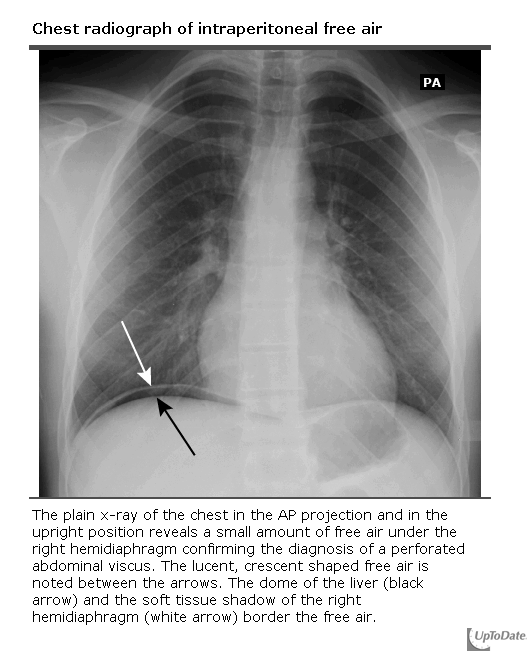 Chest radiograph of intraperitoneal free air
PA
The plain x-ray of the chest in the AP projection and in the
upright position reveals a small amount of free air under the
right hemidiaphragm confirming the diagnosis of a perforated
abdominal viscus. The lucent, crescent shaped free air is
noted between the arrows. The dome of the liver (black
arrow) and the soft tissue shadow of the right
hemidiaphragm (white arrow) border the free air.
UpToDate